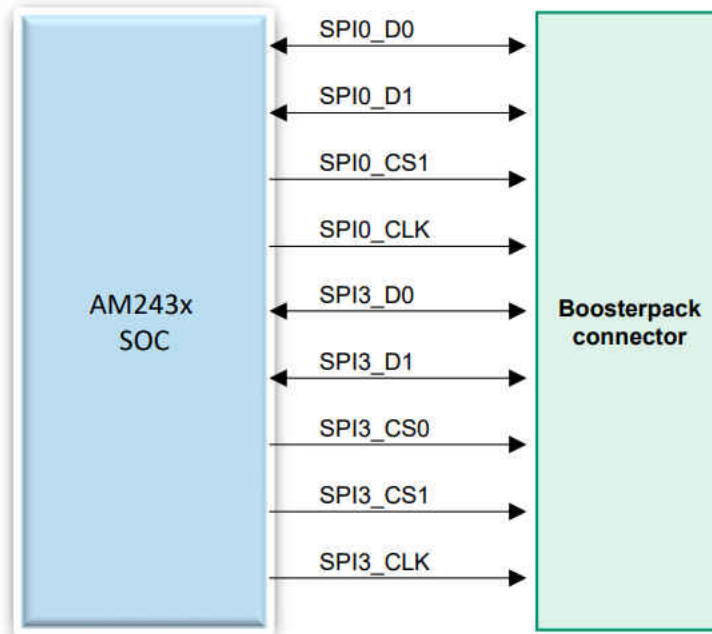 SPI0_D0
SPI0_D1
SPI0_CS1
SPI0_CLK
SPI3_D0
AM243x
SOC
Boosterpack
connector
SPI3_D1
SPI3_CS0
SPI3_CS1
SPI3_CLK